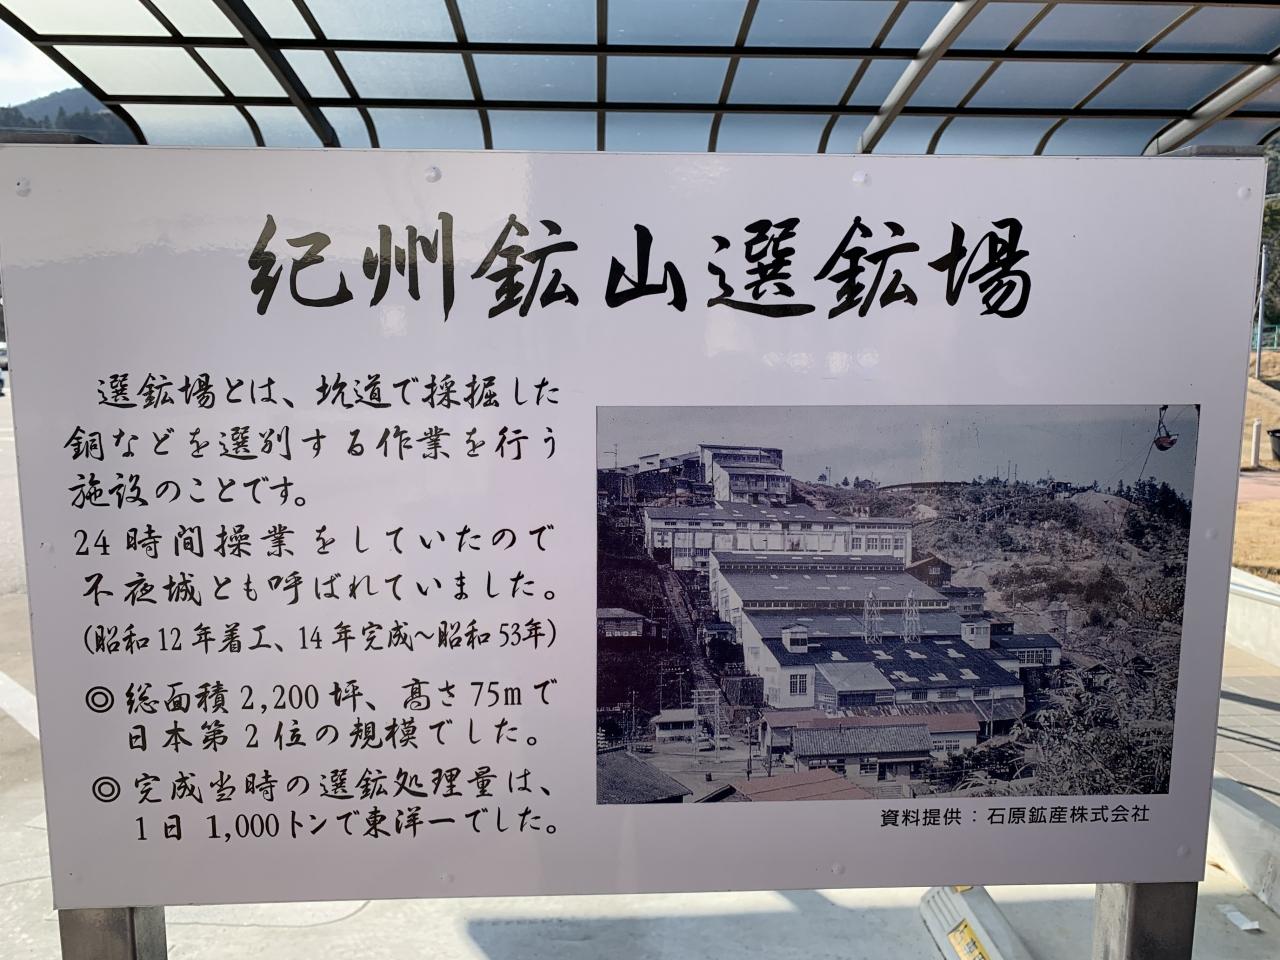 紀州鉱山選鉱場
選鉱場とは、坑道で採掘した
銅などを選別する作業を行う
施設のことです。
24時間操業をしていたので
不夜城とも呼ばれていました。
(昭和12年着工、14年完成～昭和53年)
◎ 総面積2,200坪、高さ75mで
日本第2位の規模でした。
◎ 完成当時の選鉱処理量は、
1日1,000トンで東洋一でした。
資料提供：石原鉱産株式会社